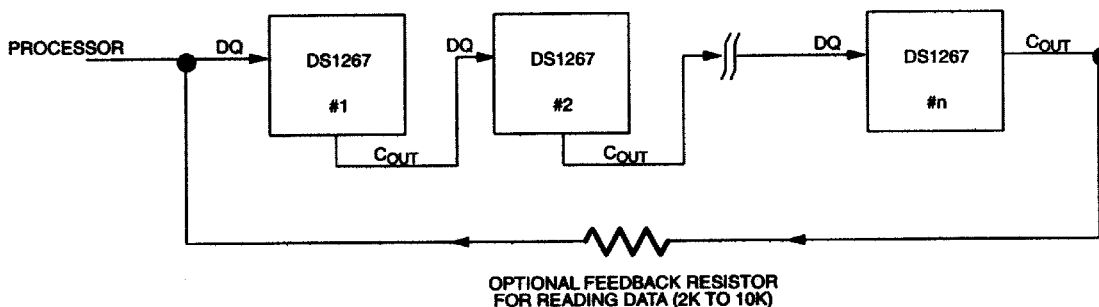 PROCESSOR
DQ
DS1267
#1
COUT
DQ
DS1267
#2
COUT
DQ
DS1267
#n
COUT
OPTIONAL FEEDBACK RESISTOR
FOR READING DATA (2K TO 10K)